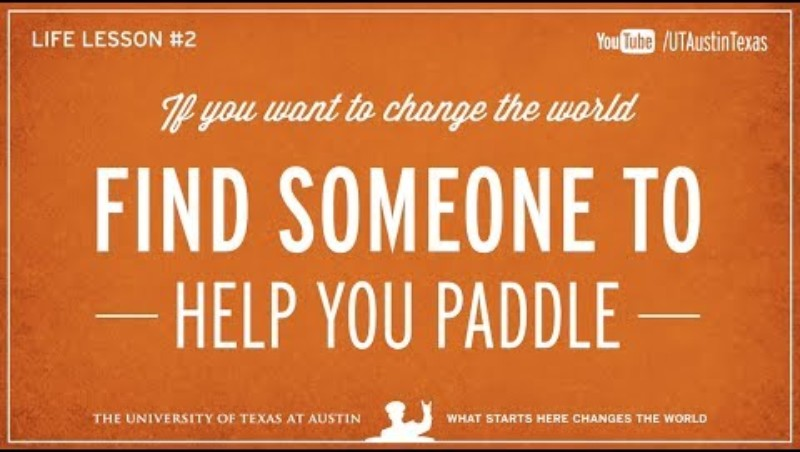 LIFE LESSON #2
YouTube /UTAustinTexas
If you want to change the world
FIND SOMEONE TO
HELP YOU PADDLE
THE UNIVERSITY OF TEXAS AT AUSTIN
WHAT STARTS HERE CHANGES THE WORLD